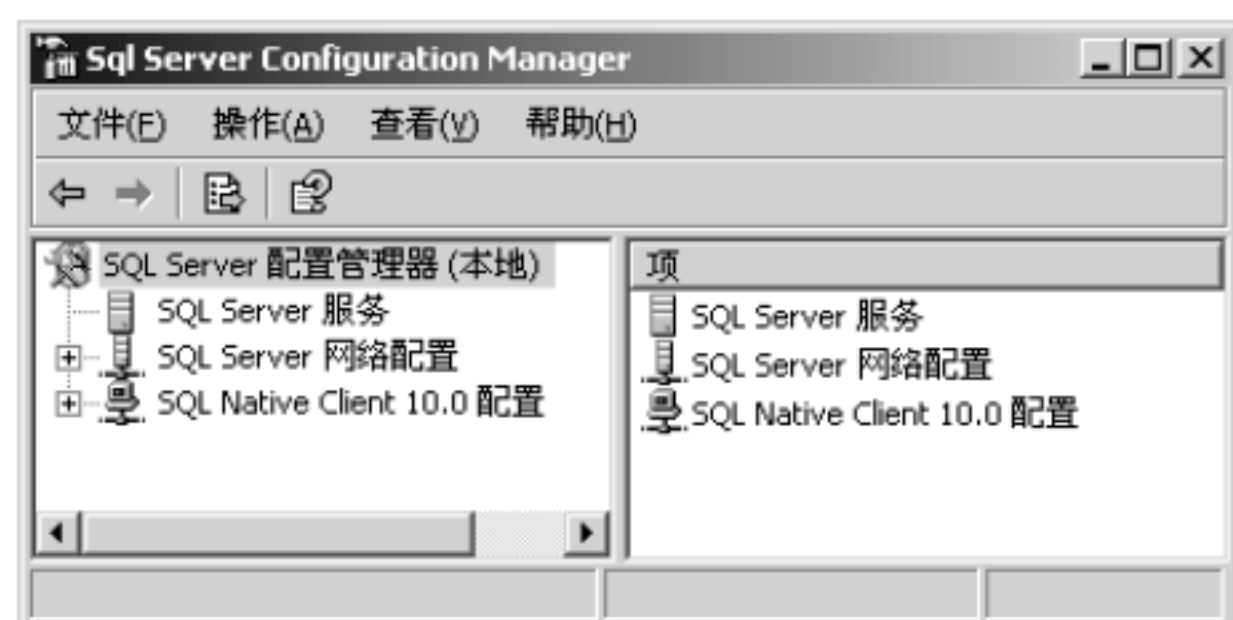 Sql Server Configuration Manager
文件(F) 操作(A) 查看(V) 帮助(H)
SQL Server 配置管理器 (本地)
SQL Server 服务
SQL Server 网络配置
SQL Native Client 10.0 配置
项
SQL Server 服务
SQL Server 网络配置
SQL Native Client 10.0 配置